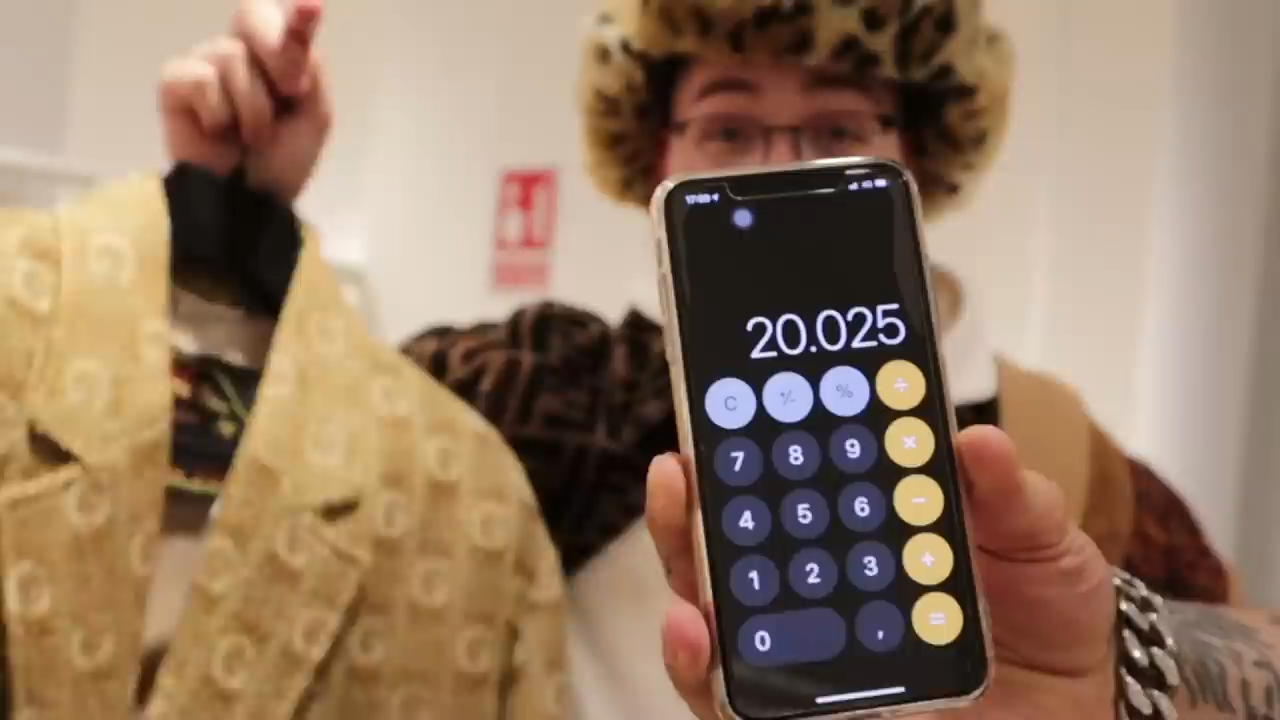 20.025
C ⁺∕₋ % ÷
7 8 9 ×
4 5 6 −
1 2 3 +
0 , =